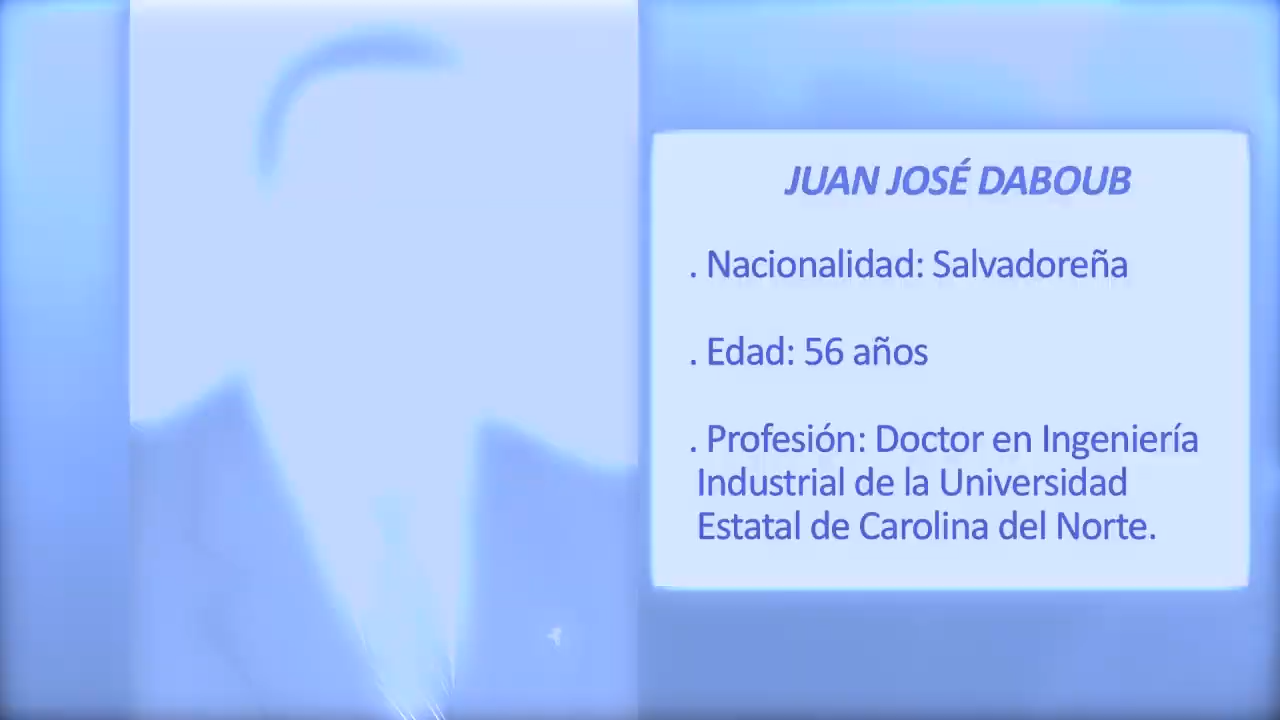 JUAN JOSÉ DABOUB
. Nacionalidad: Salvadoreña
. Edad: 56 años
. Profesión: Doctor en Ingeniería
Industrial de la Universidad
Estatal de Carolina del Norte.